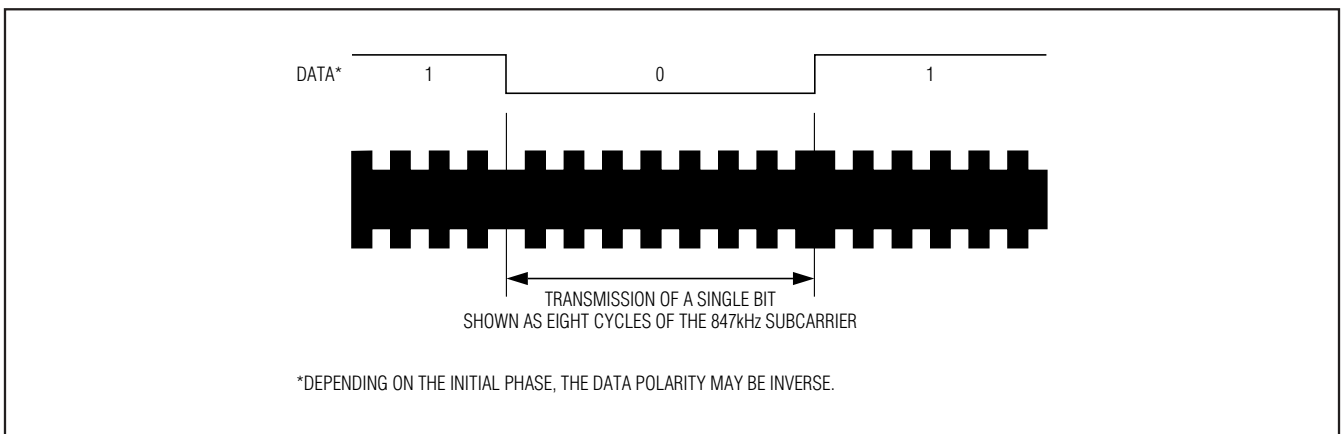 DATA* 1 0 1
TRANSMISSION OF A SINGLE BIT
SHOWN AS EIGHT CYCLES OF THE 847kHz SUBCARRIER
*DEPENDING ON THE INITIAL PHASE, THE DATA POLARITY MAY BE INVERSE.